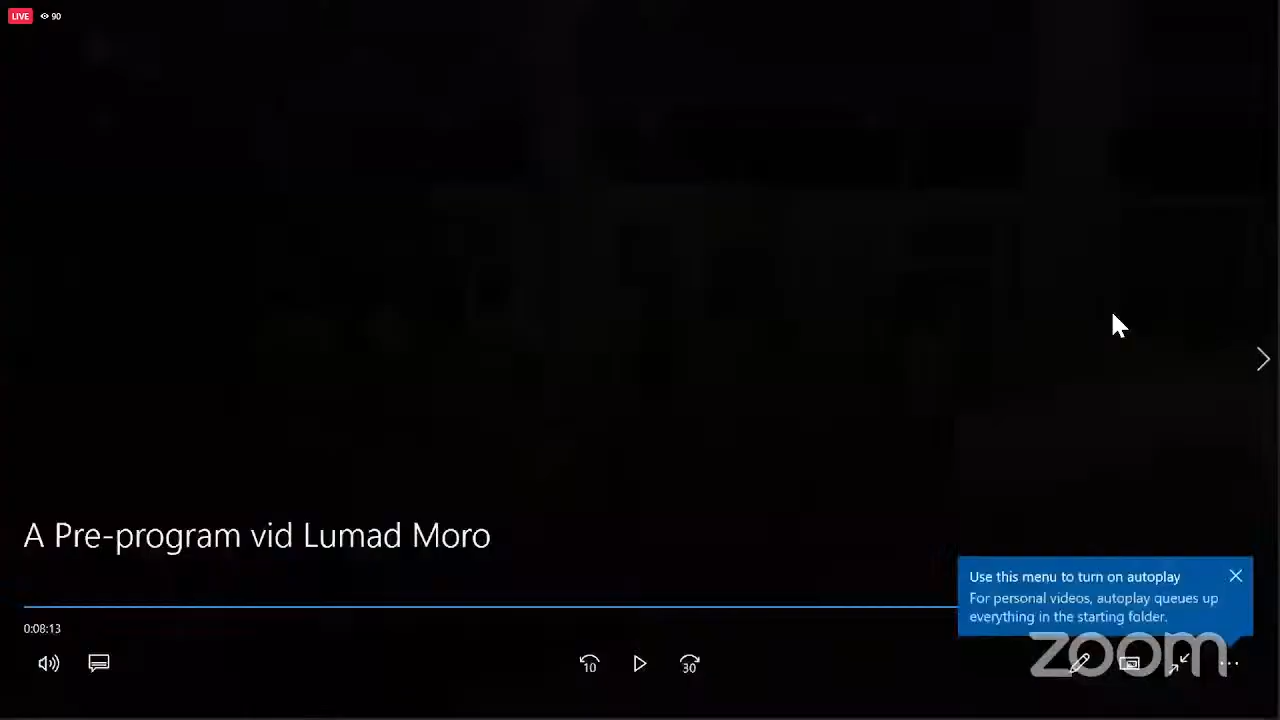 LIVE 90
A Pre-program vid Lumad Moro
Use this menu to turn on autoplay
For personal videos, autoplay queues up
everything in the starting folder.
0:08:13
10
30
zoom